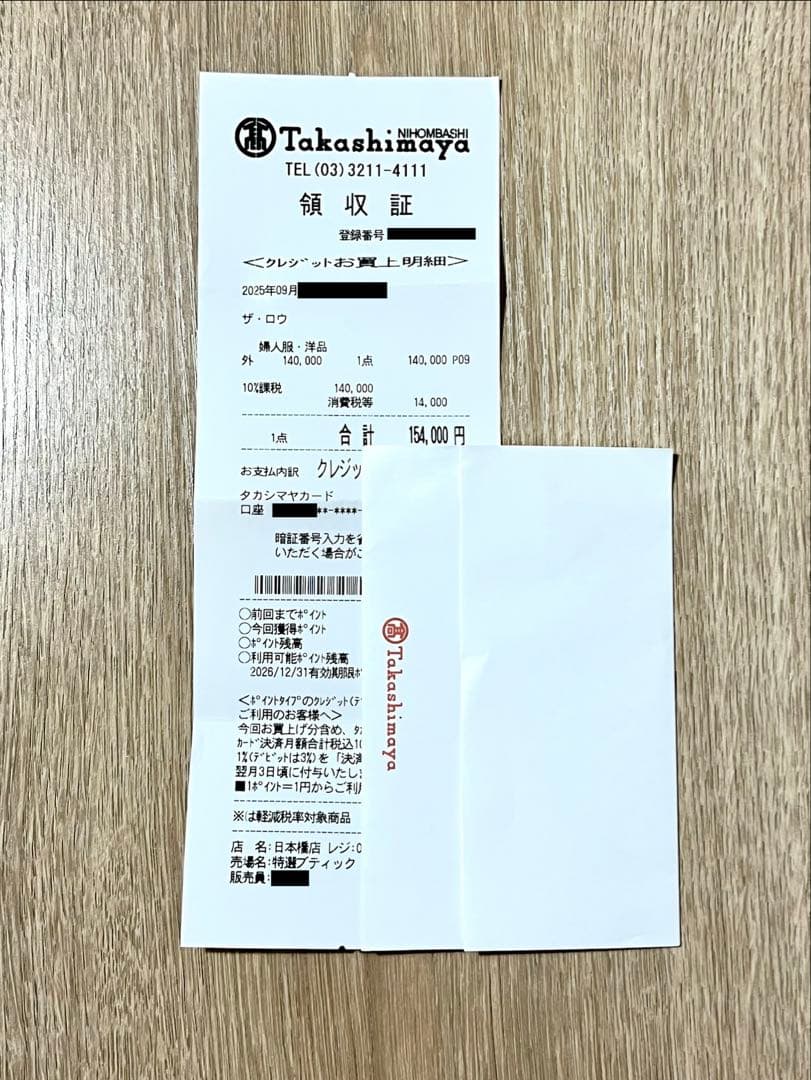 Takashimaya NIHOMBASHI
TEL (03) 3211-4111
領収証
登録番号
<クレジットお買上明細>
2025年09月
ザ・ロウ
婦人服・洋品
外 140,000 1点 140,000 P09
10%課税 140,000
消費税等 14,000
1点 合計 154,000円
お支払内訳 クレジッ
タカシマヤカード
口座 **-****-
暗証番号入力を
いただく場合がご
○前回までポイント
○今回獲得ポイント
○ポイント残高
○利用可能ポイント残高
2026/12/31有効期限ポ
<ポイントタイプのクレジット(デ
ご利用のお客様へ>
今回お買上げ分含め、タカ
カード決済月額合計税込10
1%(デビットは3%)を「決済
翌月3日頃に付与いたしま
■1ポイント=1円からご利用
※は軽減税率対象商品
店 名:日本橋店 レジ:0
売場名:特選ブティック
販売員:
Takashimaya